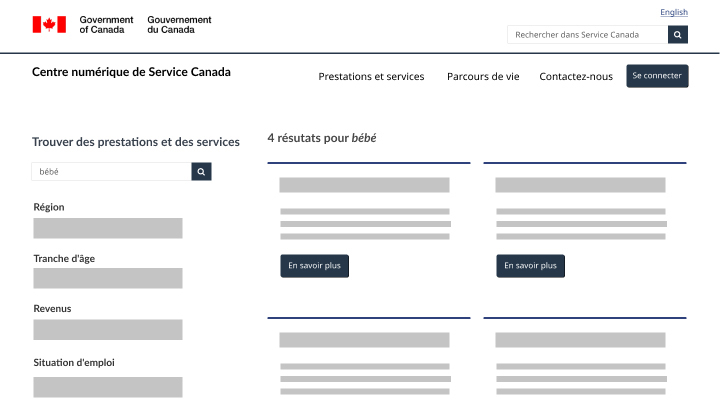 English
Government
of Canada
Gouvernement
du Canada
Rechercher dans Service Canada
Centre numérique de Service Canada
Prestations et services
Parcours de vie
Contactez-nous
Se connecter
Trouver des prestations et des services
bébé
Région
Tranche d'âge
Revenus
Situation d'emploi
4 résutats pour bébé
En savoir plus
En savoir plus